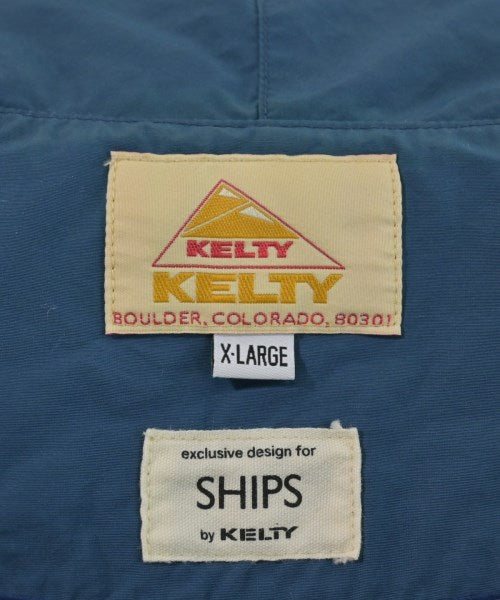 KELTY
KELTY
BOULDER, COLORADO, 80301
X-LARGE
exclusive design for
SHIPS
by KELTY